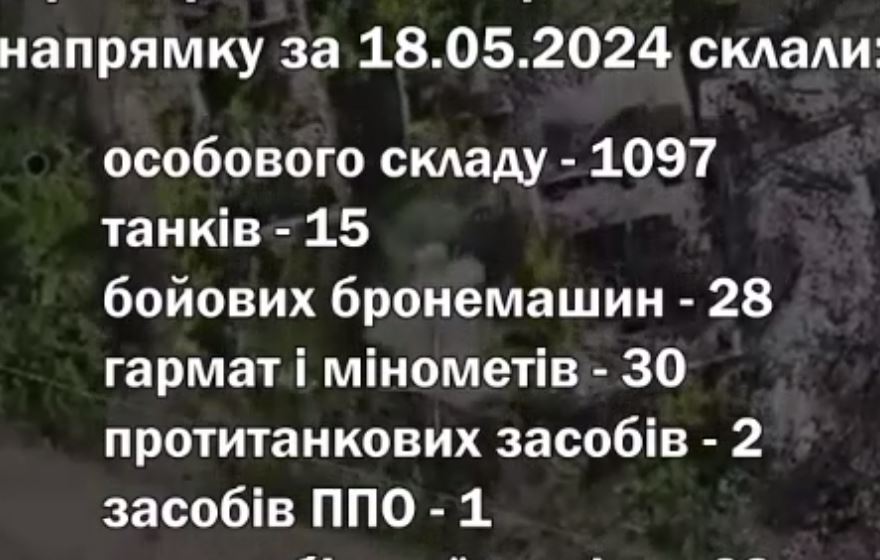 напрямку за 18.05.2024 склали:
особового складу - 1097
танків - 15
бойових бронемашин - 28
гармат і мінометів - 30
протитанкових засобів - 2
засобів ППО - 1